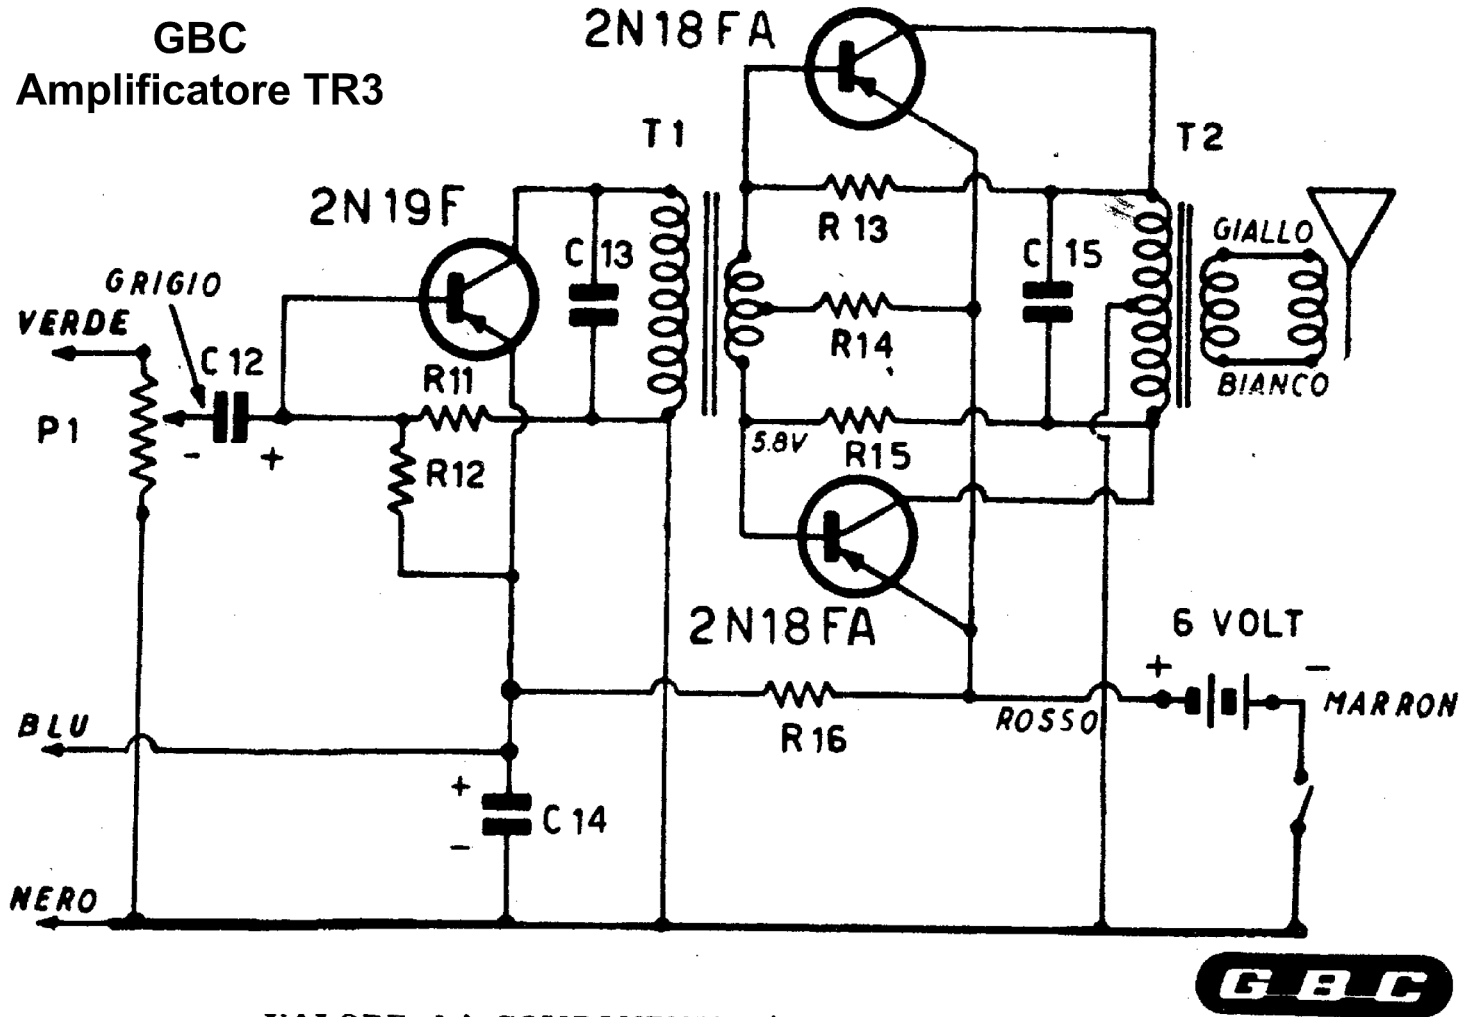 GBC
Amplificatore TR3
2N18FA
T1
T2
2N19F
R13
C13
C15
GIALLO
GRIGIO
VERDE
C12
R11
R14
BIANCO
P1
-
+
R12
5.8V
R15
2N18FA
6 VOLT
+
-
MARRON
ROSSO
R16
BLU
+
C14
-
NERO
GBC